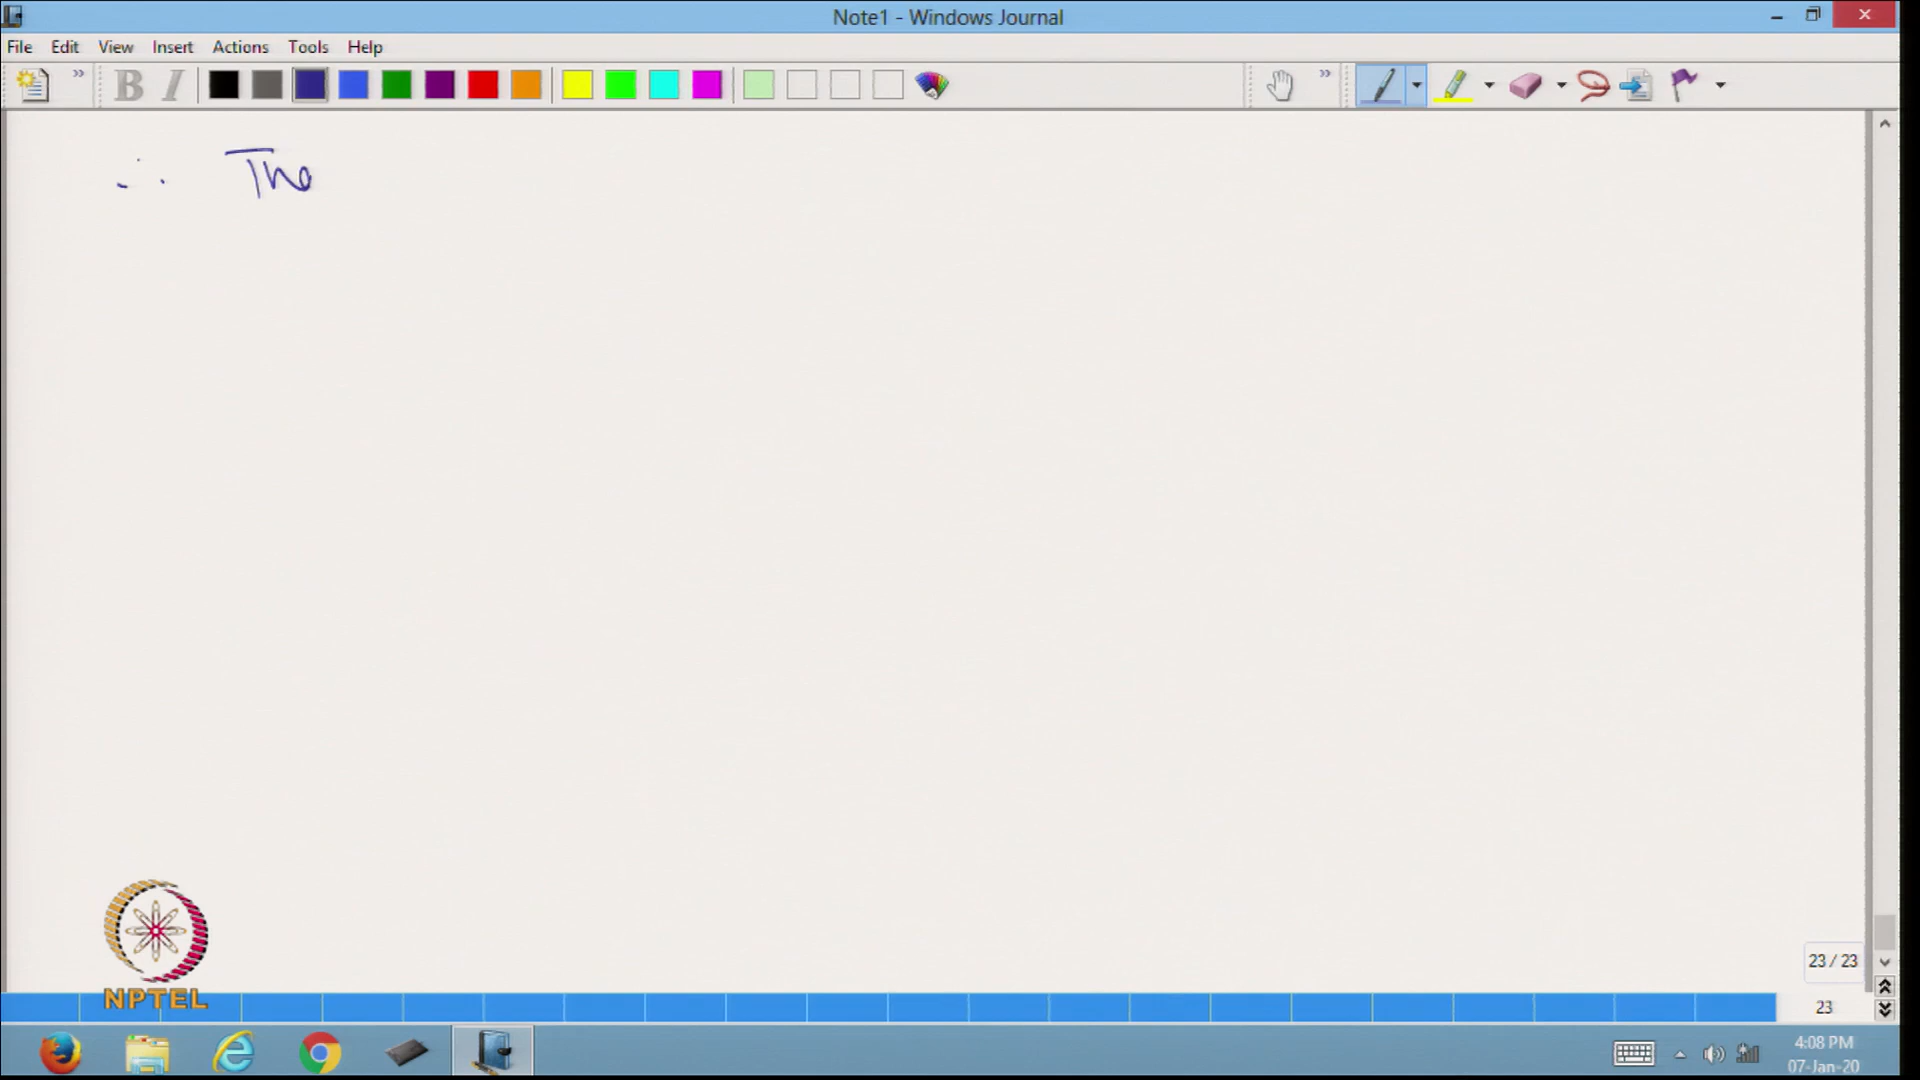 Note1 - Windows Journal
File Edit View Insert Actions Tools Help
B I
∴ The
NPTEL
23 / 23
23
4:08 PM
07-Jan-20